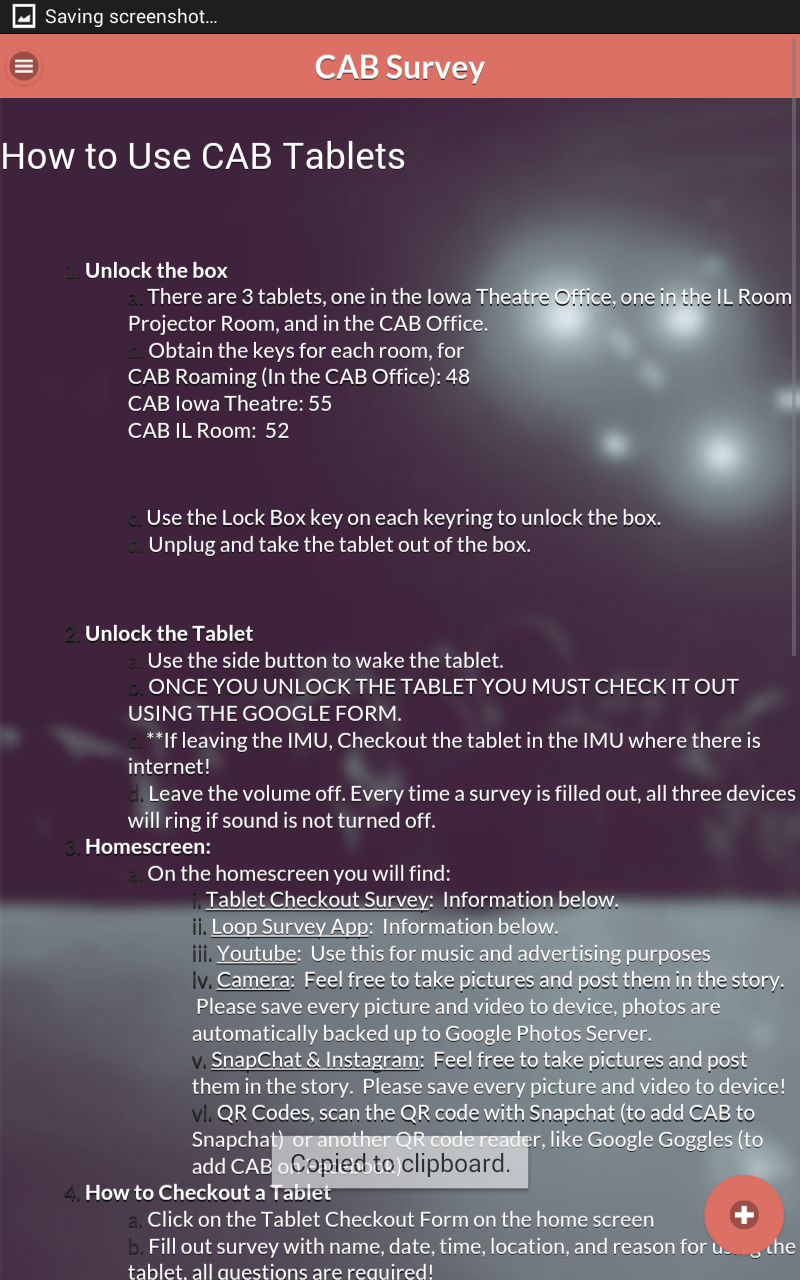 Saving screenshot...
CAB Survey
How to Use CAB Tablets
1. Unlock the box
a. There are 3 tablets, one in the Iowa Theatre Office, one in the IL Room
Projector Room, and in the CAB Office.
b. Obtain the keys for each room, for
CAB Roaming (In the CAB Office): 48
CAB Iowa Theatre: 55
CAB IL Room: 52
c. Use the Lock Box key on each keyring to unlock the box.
d. Unplug and take the tablet out of the box.
2. Unlock the Tablet
a. Use the side button to wake the tablet.
b. ONCE YOU UNLOCK THE TABLET YOU MUST CHECK IT OUT
USING THE GOOGLE FORM.
c. **If leaving the IMU, Checkout the tablet in the IMU where there is
internet!
d. Leave the volume off. Every time a survey is filled out, all three devices
will ring if sound is not turned off.
3. Homescreen:
a. On the homescreen you will find:
i. Tablet Checkout Survey: Information below.
ii. Loop Survey App: Information below.
iii. Youtube: Use this for music and advertising purposes
iv. Camera: Feel free to take pictures and post them in the story.
Please save every picture and video to device, photos are
automatically backed up to Google Photos Server.
v. SnapChat & Instagram: Feel free to take pictures and post
them in the story. Please save every picture and video to device!
vi. QR Codes, scan the QR code with Snapchat (to add CAB to
Snapchat) or another QR code reader, like Google Goggles (to
add CAB on
Copied to clipboard.
4. How to Checkout a Tablet
a. Click on the Tablet Checkout Form on the home screen
b. Fill out survey with name, date, time, location, and reason for using the
tablet, all questions are required!